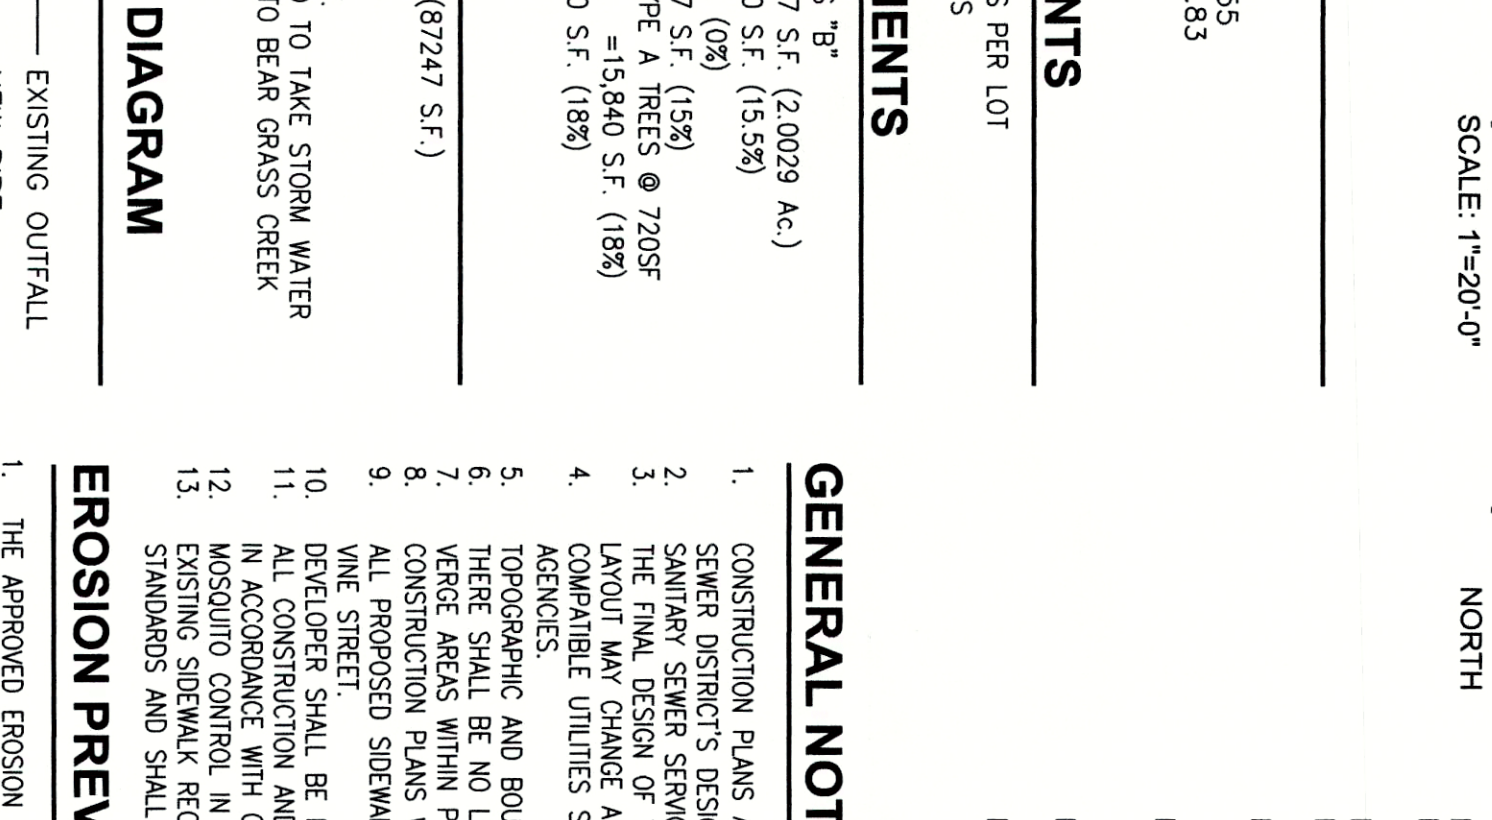 SCALE: 1"=20'-0"
NORTH
55
.83
NTS
S PER LOT
S
MENTS
S "B"
7 S.F. (2.0029 Ac.)
0 S.F. (15.5%)
(0%)
7 S.F. (15%)
PE A TREES @ 720SF
=15,840 S.F. (18%)
0 S.F. (18%)
(87247 S.F.)
) TO TAKE STORM WATER
TO BEAR GRASS CREEK
DIAGRAM
EXISTING OUTFALL
GENERAL NOT
1. CONSTRUCTION PLANS
SEWER DISTRICT'S DESI
2. SANITARY SEWER SERVIC
3. THE FINAL DESIGN OF
LAYOUT MAY CHANGE A
4. COMPATIBLE UTILITIES S
AGENCIES.
5. TOPOGRAPHIC AND BOU
6. THERE SHALL BE NO L
7. VERGE AREAS WITHIN P
8. CONSTRUCTION PLANS
9. ALL PROPOSED SIDEWA
VINE STREET.
10. DEVELOPER SHALL BE
11. ALL CONSTRUCTION AND
IN ACCORDANCE WITH
12. MOSQUITO CONTROL IN
13. EXISTING SIDEWALK REC
STANDARDS AND SHALL
EROSION PREV
1. THE APPROVED EROSION